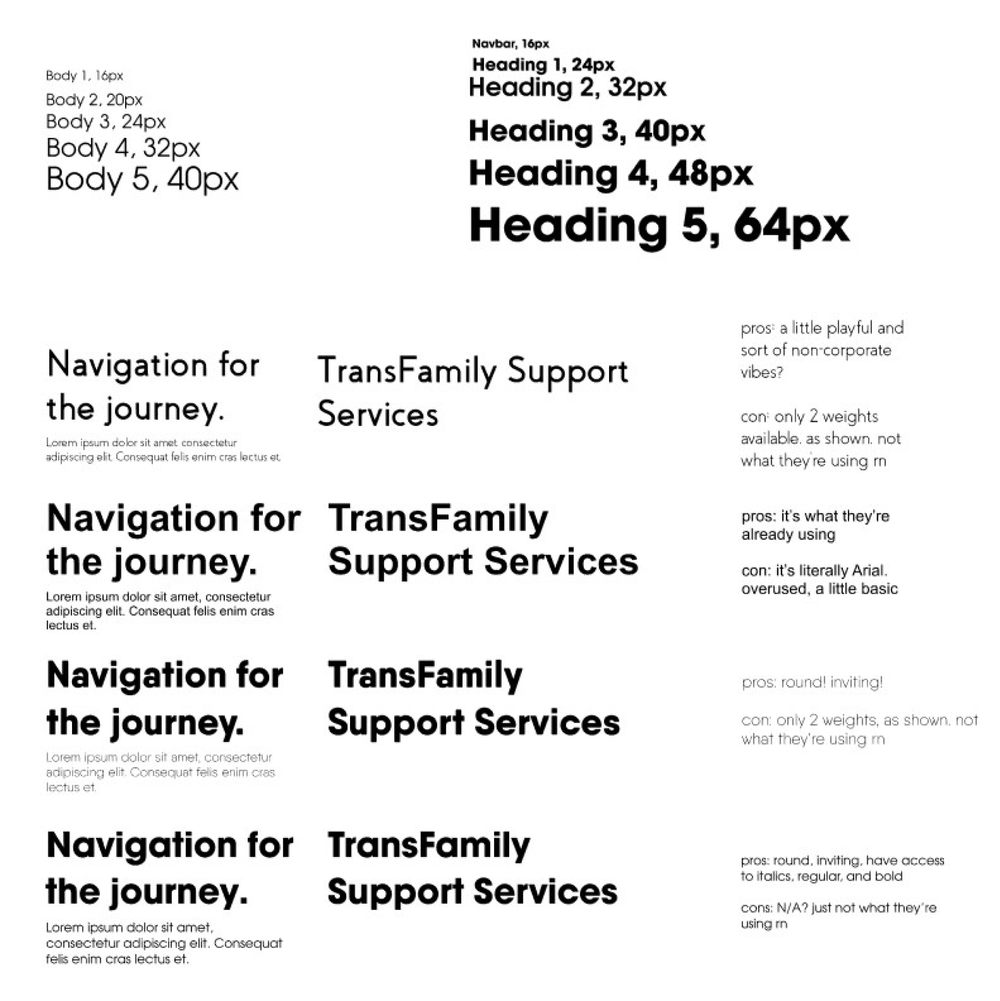 Body 1, 16px
Body 2, 20px
Body 3, 24px
Body 4, 32px
Body 5, 40px
Navbar, 16px
Heading 1, 24px
Heading 2, 32px
Heading 3, 40px
Heading 4, 48px
Heading 5, 64px
Navigation for
the journey.
Lorem ipsum dolor sit amet. consectetur
adipiscing elit. Consequat felis enim cras lectus et.
TransFamily Support
Services
pros: a little playful and
sort of non-corporate
vibes?
con: only 2 weights
available. as shown. not
what they're using rn
Navigation for
the journey.
Lorem ipsum dolor sit amet, consectetur
adipiscing elit. Consequat felis enim cras
lectus et.
TransFamily
Support Services
pros: it's what they're
already using
con: it's literally Arial.
overused, a little basic
Navigation for
the journey.
Lorem ipsum dolor sit amet, consectetur
adipiscing elit. Consequat felis enim cras
lectus et.
TransFamily
Support Services
pros: round! inviting!
con: only 2 weights, as shown. not
what they're using rn
Navigation for
the journey.
Lorem ipsum dolor sit amet,
consectetur adipiscing elit. Consequat
felis enim cras lectus et.
TransFamily
Support Services
pros: round, inviting, have access
to italics, regular, and bold
cons: N/A? just not what they're
using rn